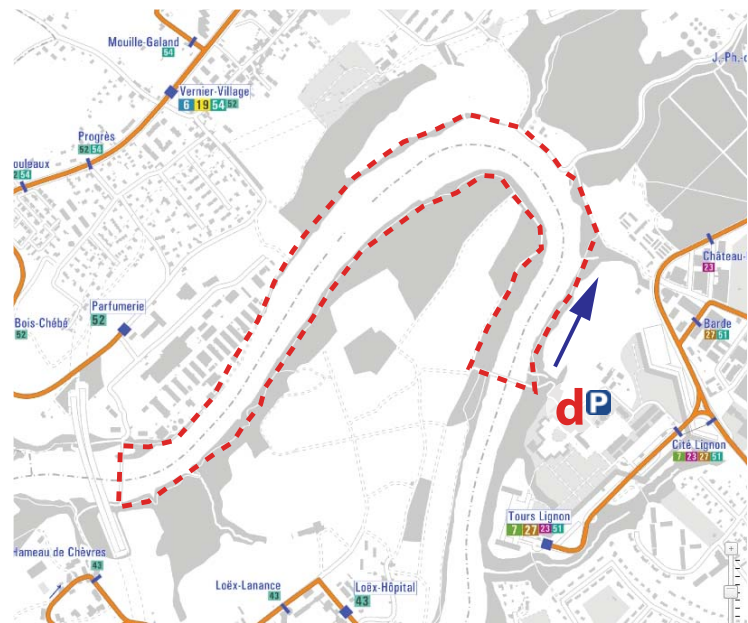 Mouille-Galand
54
J. Ph.-d
Vernier-Village
6 19 54 52
Progrès
52 54
ouleaux
2 54
Château-
23
Parfumerie
52
Bois-Chébé
52
Barde
27 51
d P
Cité Lignon
7 23 27 51
Tours Lignon
7 27 23 51
Hameau de Chèvres
43
Loëx-Lanance
43
Loëx-Hôpital
43